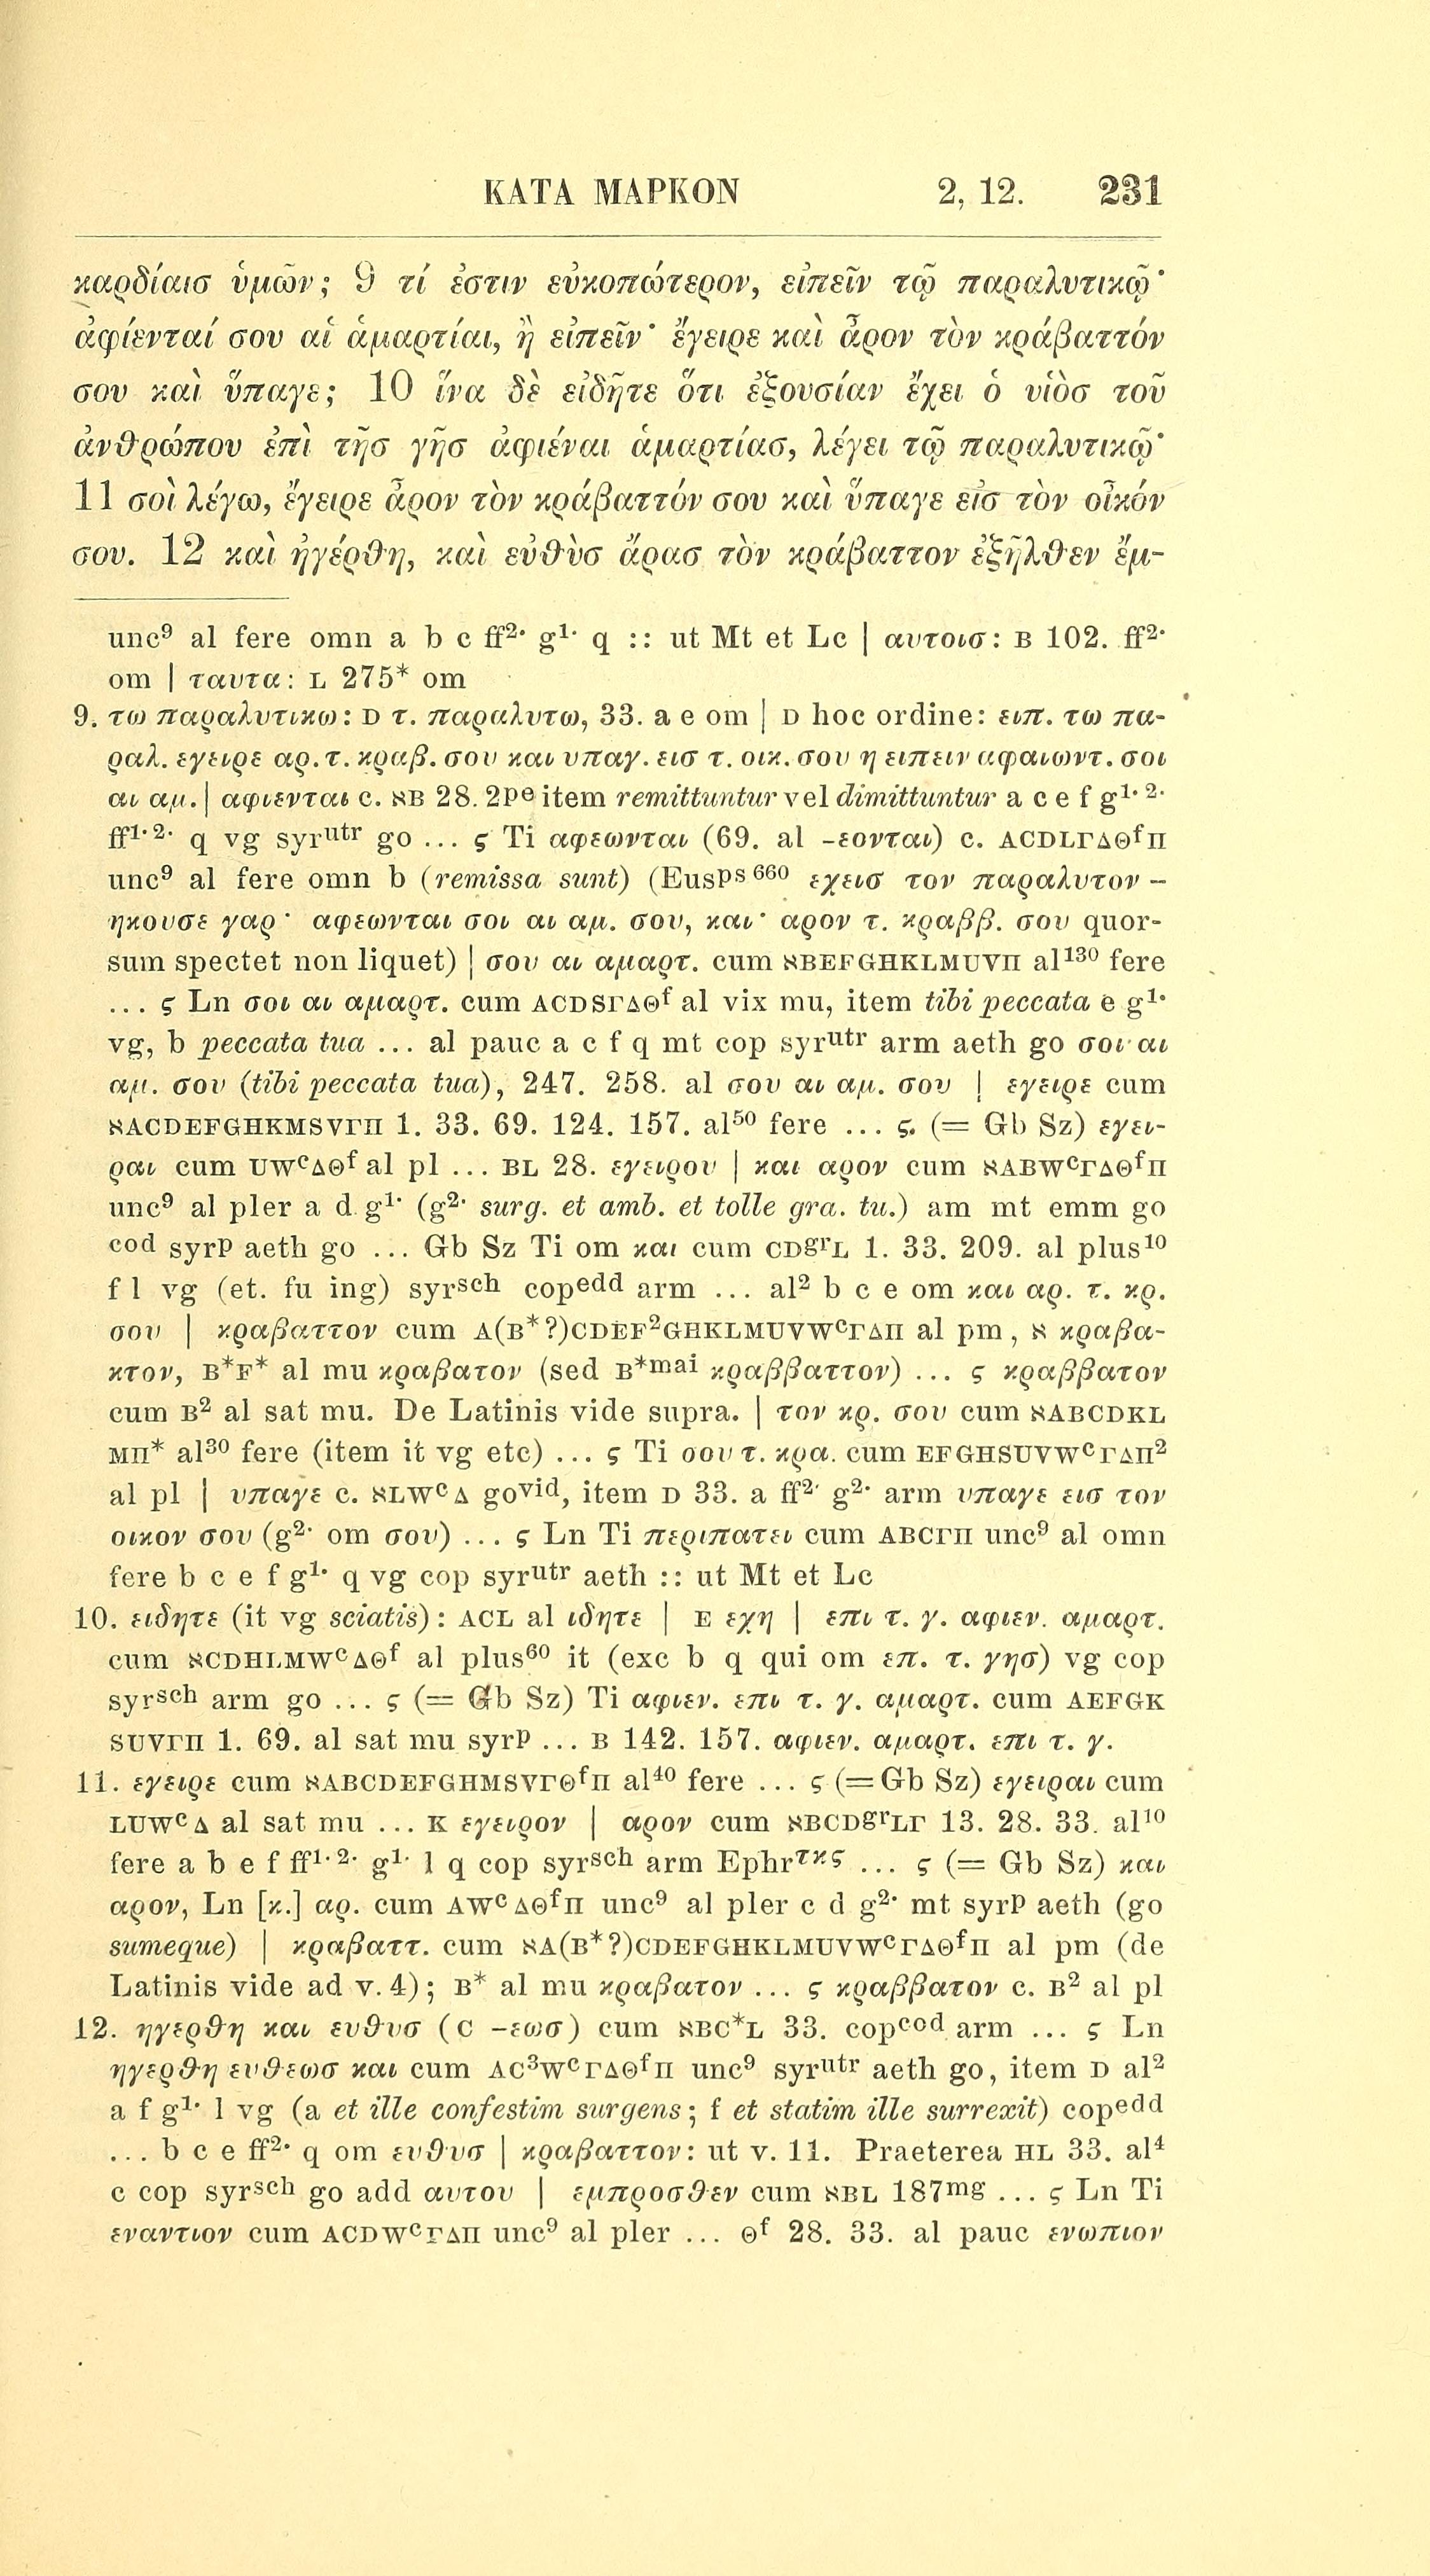 ΚΑΤΑ ΜΑΡΚΟΝ 2, 12. 231
καρδίαισ ὑμῶν; 9 τί ἐστιν εὐκοπώτερον, εἰπεῖν τῷ παραλυτικῷ·
ἀφίενταί σου αἱ ἁμαρτίαι, ἢ εἰπεῖν· ἔγειρε καὶ ἆρον τὸν κράβαττόν
σου καὶ ὕπαγε; 10 ἵνα δὲ εἰδῆτε ὅτι ἐξουσίαν ἔχει ὁ υἱὸσ τοῦ
ἀνθρώπου ἐπὶ τῆσ γῆσ ἀφιέναι ἁμαρτίασ, λέγει τῷ παραλυτικῷ·
11 σοὶ λέγω, ἔγειρε ἆρον τὸν κράβαττόν σου καὶ ὕπαγε εἰσ τὸν οἶκόν
σου. 12 καὶ ἠγέρθη, καὶ εὐθὺσ ἄρασ τὸν κράβαττον ἐξῆλθεν ἔμ-
unc⁹ al fere omn a b c ff²· g¹· q :: ut Mt et Lc | αυτοισ: B 102. ff²·
om | ταυτα: L 275* om
9. τω παραλυτικω: D τ. παραλυτω, 33. a e om | D hoc ordine: ειπ. τω πα-
ραλ. εγειρε αρ. τ. κραβ. σου και υπαγ. εισ τ. οικ. σου η ειπειν αφαιωντ. σοι
αι αμ. | αφιενται c. ℵB 28. 2ᵖᵉ item remittuntur vel dimittuntur a c e f g¹· ²·
ff¹· ²· q vg syrᵘᵗʳ go ... ς Ti αφεωνται (69. al -εονται) c. ACDLΓΔΘᶠΠ
unc⁹ al fere omn b (remissa sunt) (Eusᵖˢ ⁶⁶⁰ εχεισ τον παραλυτον –
ηκουσε γαρ· αφεωνται σοι αι αμ. σου, και· αρον τ. κραββ. σου quor-
sum spectet non liquet) | σου αι αμαρτ. cum ℵBEFGHKLMUVΠ al¹³⁰ fere
... ς Ln σοι αι αμαρτ. cum ACDSΓΔΘᶠ al vix mu, item tibi peccata e g¹·
vg, b peccata tua ... al pauc a c f q mt cop syrᵘᵗʳ arm aeth go σοι αι
αμ. σου (tibi peccata tua), 247. 258. al σου αι αμ. σου | εγειρε cum
ℵACDEFGHKMSVΓΠ 1. 33. 69. 124. 157. al⁵⁰ fere ... ς (= Gb Sz) εγει-
ραι cum UWᶜΔΘᶠ al pl ... BL 28. εγειρου | και αρον cum ℵABWᶜΓΔΘᶠΠ
unc⁹ al pler a d g¹· (g²· surg. et amb. et tolle gra. tu.) am mt emm go
cod syrᵖ aeth go ... Gb Sz Ti om και cum CDᵍʳL 1. 33. 209. al plus¹⁰
f l vg (et. fu ing) syrˢᶜʰ copᵉᵈᵈ arm ... al² b c e om και αρ. τ. κρ.
σου | κραβαττον cum A(B*?)CDEF²GHKLMUVWᶜΓΔΠ al pm, ℵ κραβα-
κτον, B*F* al mu κραβατον (sed B*ᵐᵃⁱ κραββαττον) ... ς κραββατον
cum B² al sat mu. De Latinis vide supra. | τον κρ. σου cum ℵABCDKL
MΠ* al³⁰ fere (item it vg etc) ... ς Ti σου τ. κρα. cum EFGHSUVWᶜΓΔΠ²
al pl | υπαγε c. ℵLWᶜΔ goᵛⁱᵈ, item D 33. a ff²· g²· arm υπαγε εισ τον
οικον σου (g²· om σου) ... ς Ln Ti περιπατει cum ABCΓΠ unc⁹ al omn
fere b c e f g¹· q vg cop syrᵘᵗʳ aeth :: ut Mt et Lc
10. ειδητε (it vg sciatis): ACL al ιδητε | E εχη | επι τ. γ. αφιεν. αμαρτ.
cum ℵCDHLMWᶜΔΘᶠ al plus⁶⁰ it (exc b q qui om επ. τ. γησ) vg cop
syrˢᶜʰ arm go ... ς (= Gb Sz) Ti αφιεν. επι τ. γ. αμαρτ. cum AEFGK
SUVΓΠ 1. 69. al sat mu syrᵖ ... B 142. 157. αφιεν. αμαρτ. επι τ. γ.
11. εγειρε cum ℵABCDEFGHMSVΓΘᶠΠ al⁴⁰ fere ... ς (= Gb Sz) εγειραι cum
LUWᶜΔ al sat mu ... K εγειρον | αρον cum ℵBCDᵍʳLΓ 13. 28. 33. al¹⁰
fere a b e f ff¹· ²· g¹· l q cop syrˢᶜʰ arm Ephrᵀᵏˢ ... ς (= Gb Sz) και
αρον, Ln [κ.] αρ. cum AWᶜΔΘᶠΠ unc⁹ al pler c d g²· mt syrᵖ aeth (go
sumeque) | κραβαττ. cum ℵA(B*?)CDEFGHKLMUVWᶜΓΔΘᶠΠ al pm (de
Latinis vide ad v. 4); B* al mu κραβατον ... ς κραββατον c. B² al pl
12. ηγερθη και ευθυσ (C -εωσ) cum ℵBC*L 33. copᶜᵒᵈ arm ... ς Ln
ηγερθη ευθεωσ και cum AC³WᶜΓΔΘᶠΠ unc⁹ syrᵘᵗʳ aeth go, item D al²
a f g¹· l vg (a et ille confestim surgens; f et statim ille surrexit) copᵉᵈᵈ
... b c e ff²· q om ευθυσ | κραβαττον: ut v. 11. Praeterea HL 33. al⁴
c cop syrˢᶜʰ go add αυτου | εμπροσθεν cum ℵBL 187ᵐᵍ ... ς Ln Ti
εναντιον cum ACDWᶜΓΔΠ unc⁹ al pler ... Θᶠ 28. 33. al pauc ενωπιον